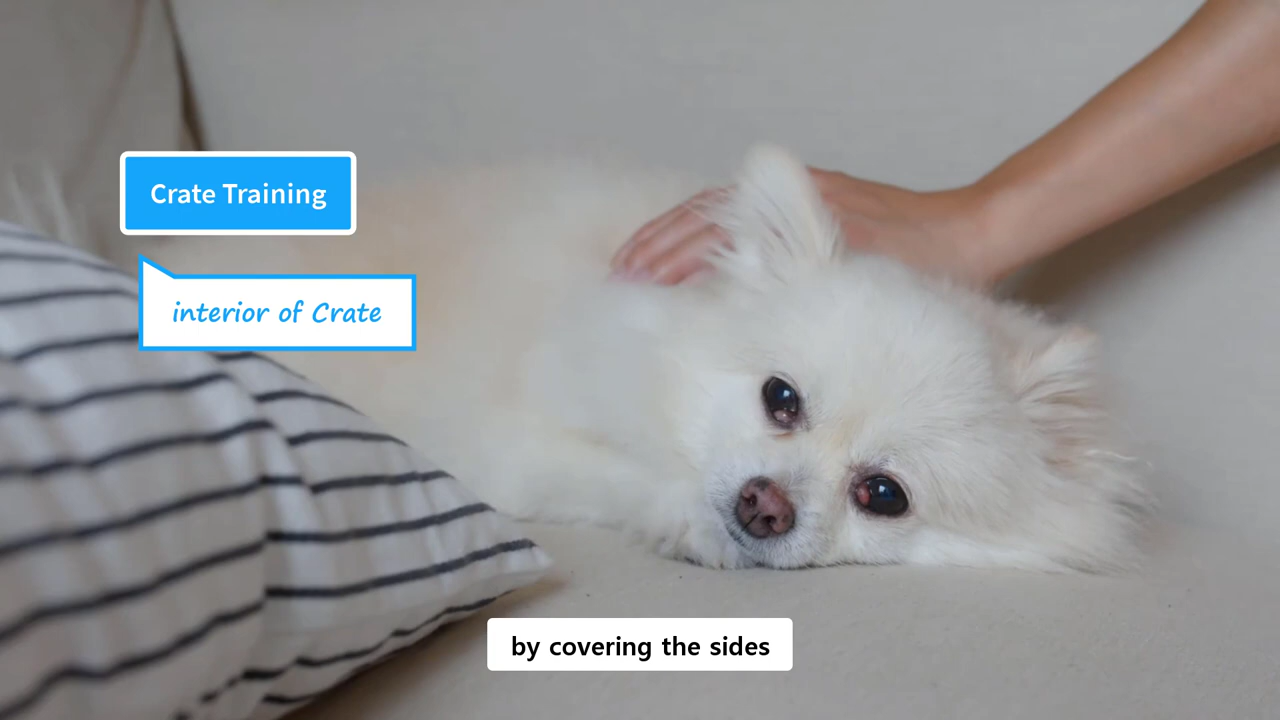 Crate Training
interior of Crate
by covering the sides